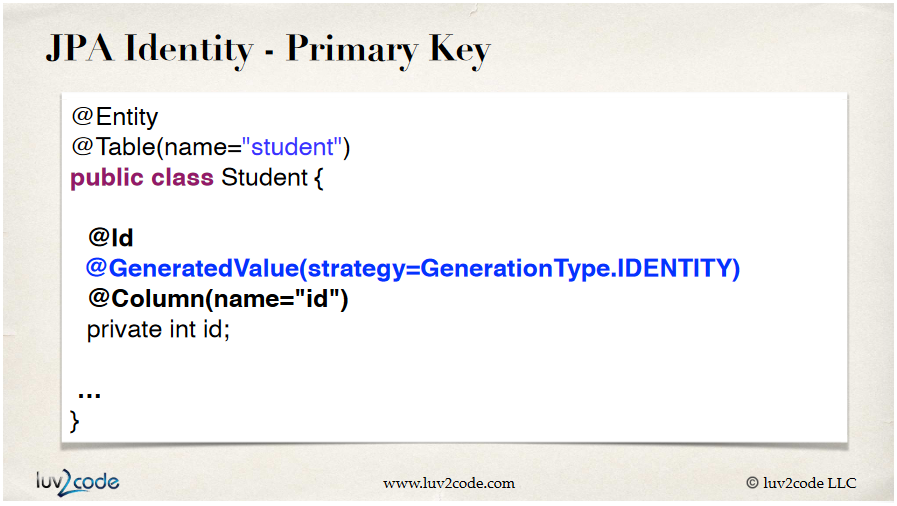 JPA Identity - Primary Key
@Entity
@Table(name="student")
public class Student {
@Id
@GeneratedValue(strategy=GenerationType.IDENTITY)
@Column(name="id")
private int id;
...
}
luv2code
www.luv2code.com
© luv2code LLC